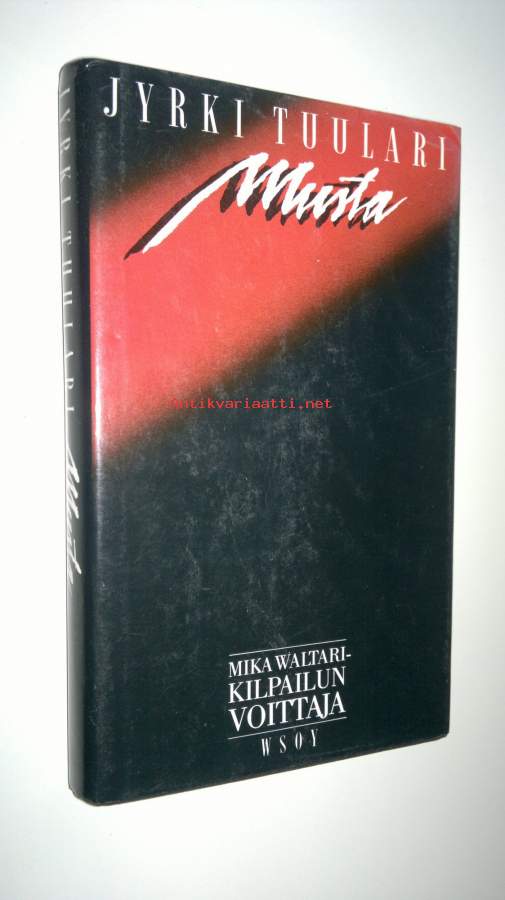 JYRKI TUULARI
Musta
Antikvariaatti.net
MIKA WALTARI-
KILPAILUN
VOITTAJA
WSOY
JYRKI TUULARI
Musta